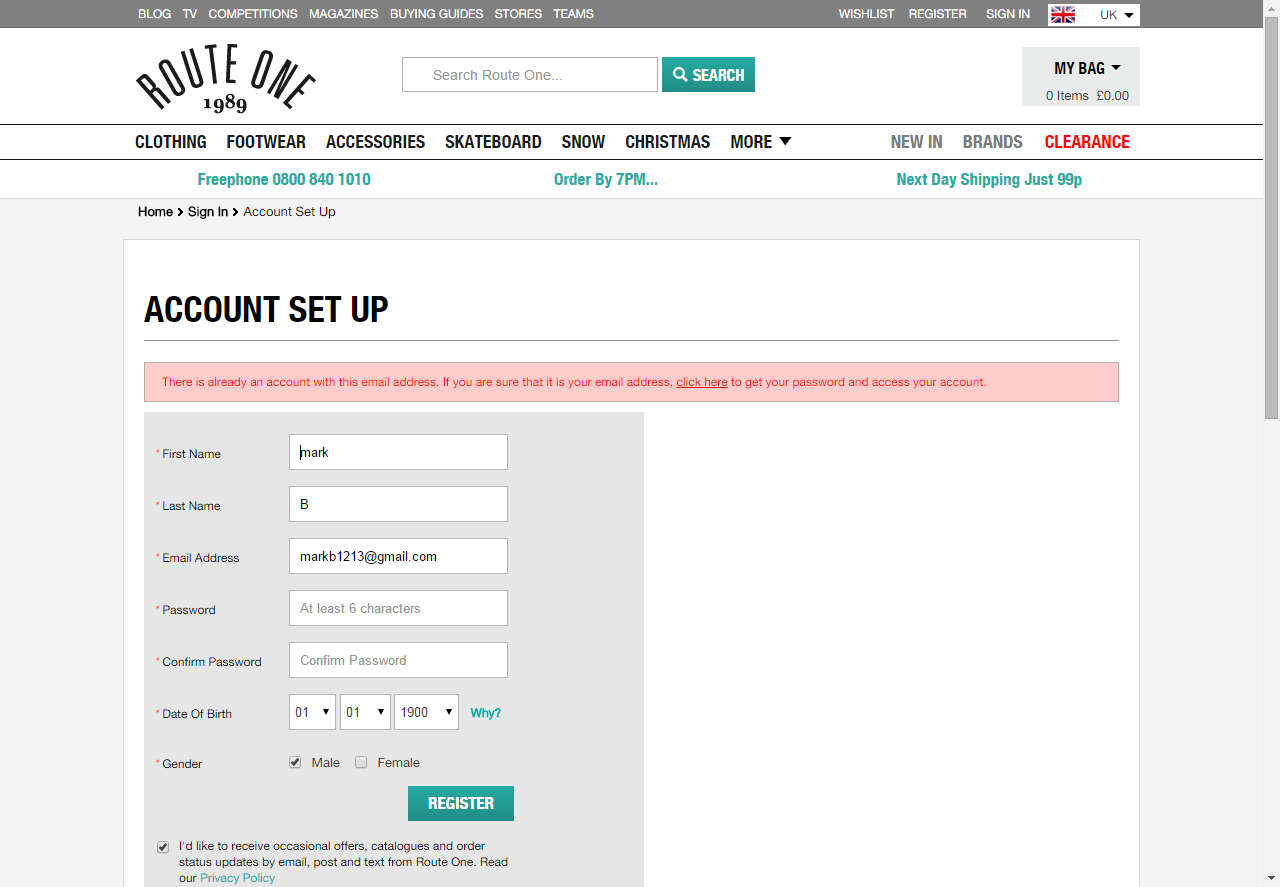 BLOG TV COMPETITIONS MAGAZINES BUYING GUIDES STORES TEAMS WISHLIST REGISTER SIGN IN UK
ROUTE ONE
1989
Search Route One... SEARCH
MY BAG
0 Items £0.00
CLOTHING FOOTWEAR ACCESSORIES SKATEBOARD SNOW CHRISTMAS MORE NEW IN BRANDS CLEARANCE
Freephone 0800 840 1010 Order By 7PM... Next Day Shipping Just 99p
Home Sign In Account Set Up
ACCOUNT SET UP
There is already an account with this email address. If you are sure that it is your email address, click here to get your password and access your account.
* First Name mark
* Last Name B
* Email Address markb1213@gmail.com
* Password At least 6 characters
* Confirm Password Confirm Password
* Date Of Birth 01 01 1900 Why?
* Gender Male Female
REGISTER
I'd like to receive occasional offers, catalogues and order
status updates by email, post and text from Route One. Read
our Privacy Policy